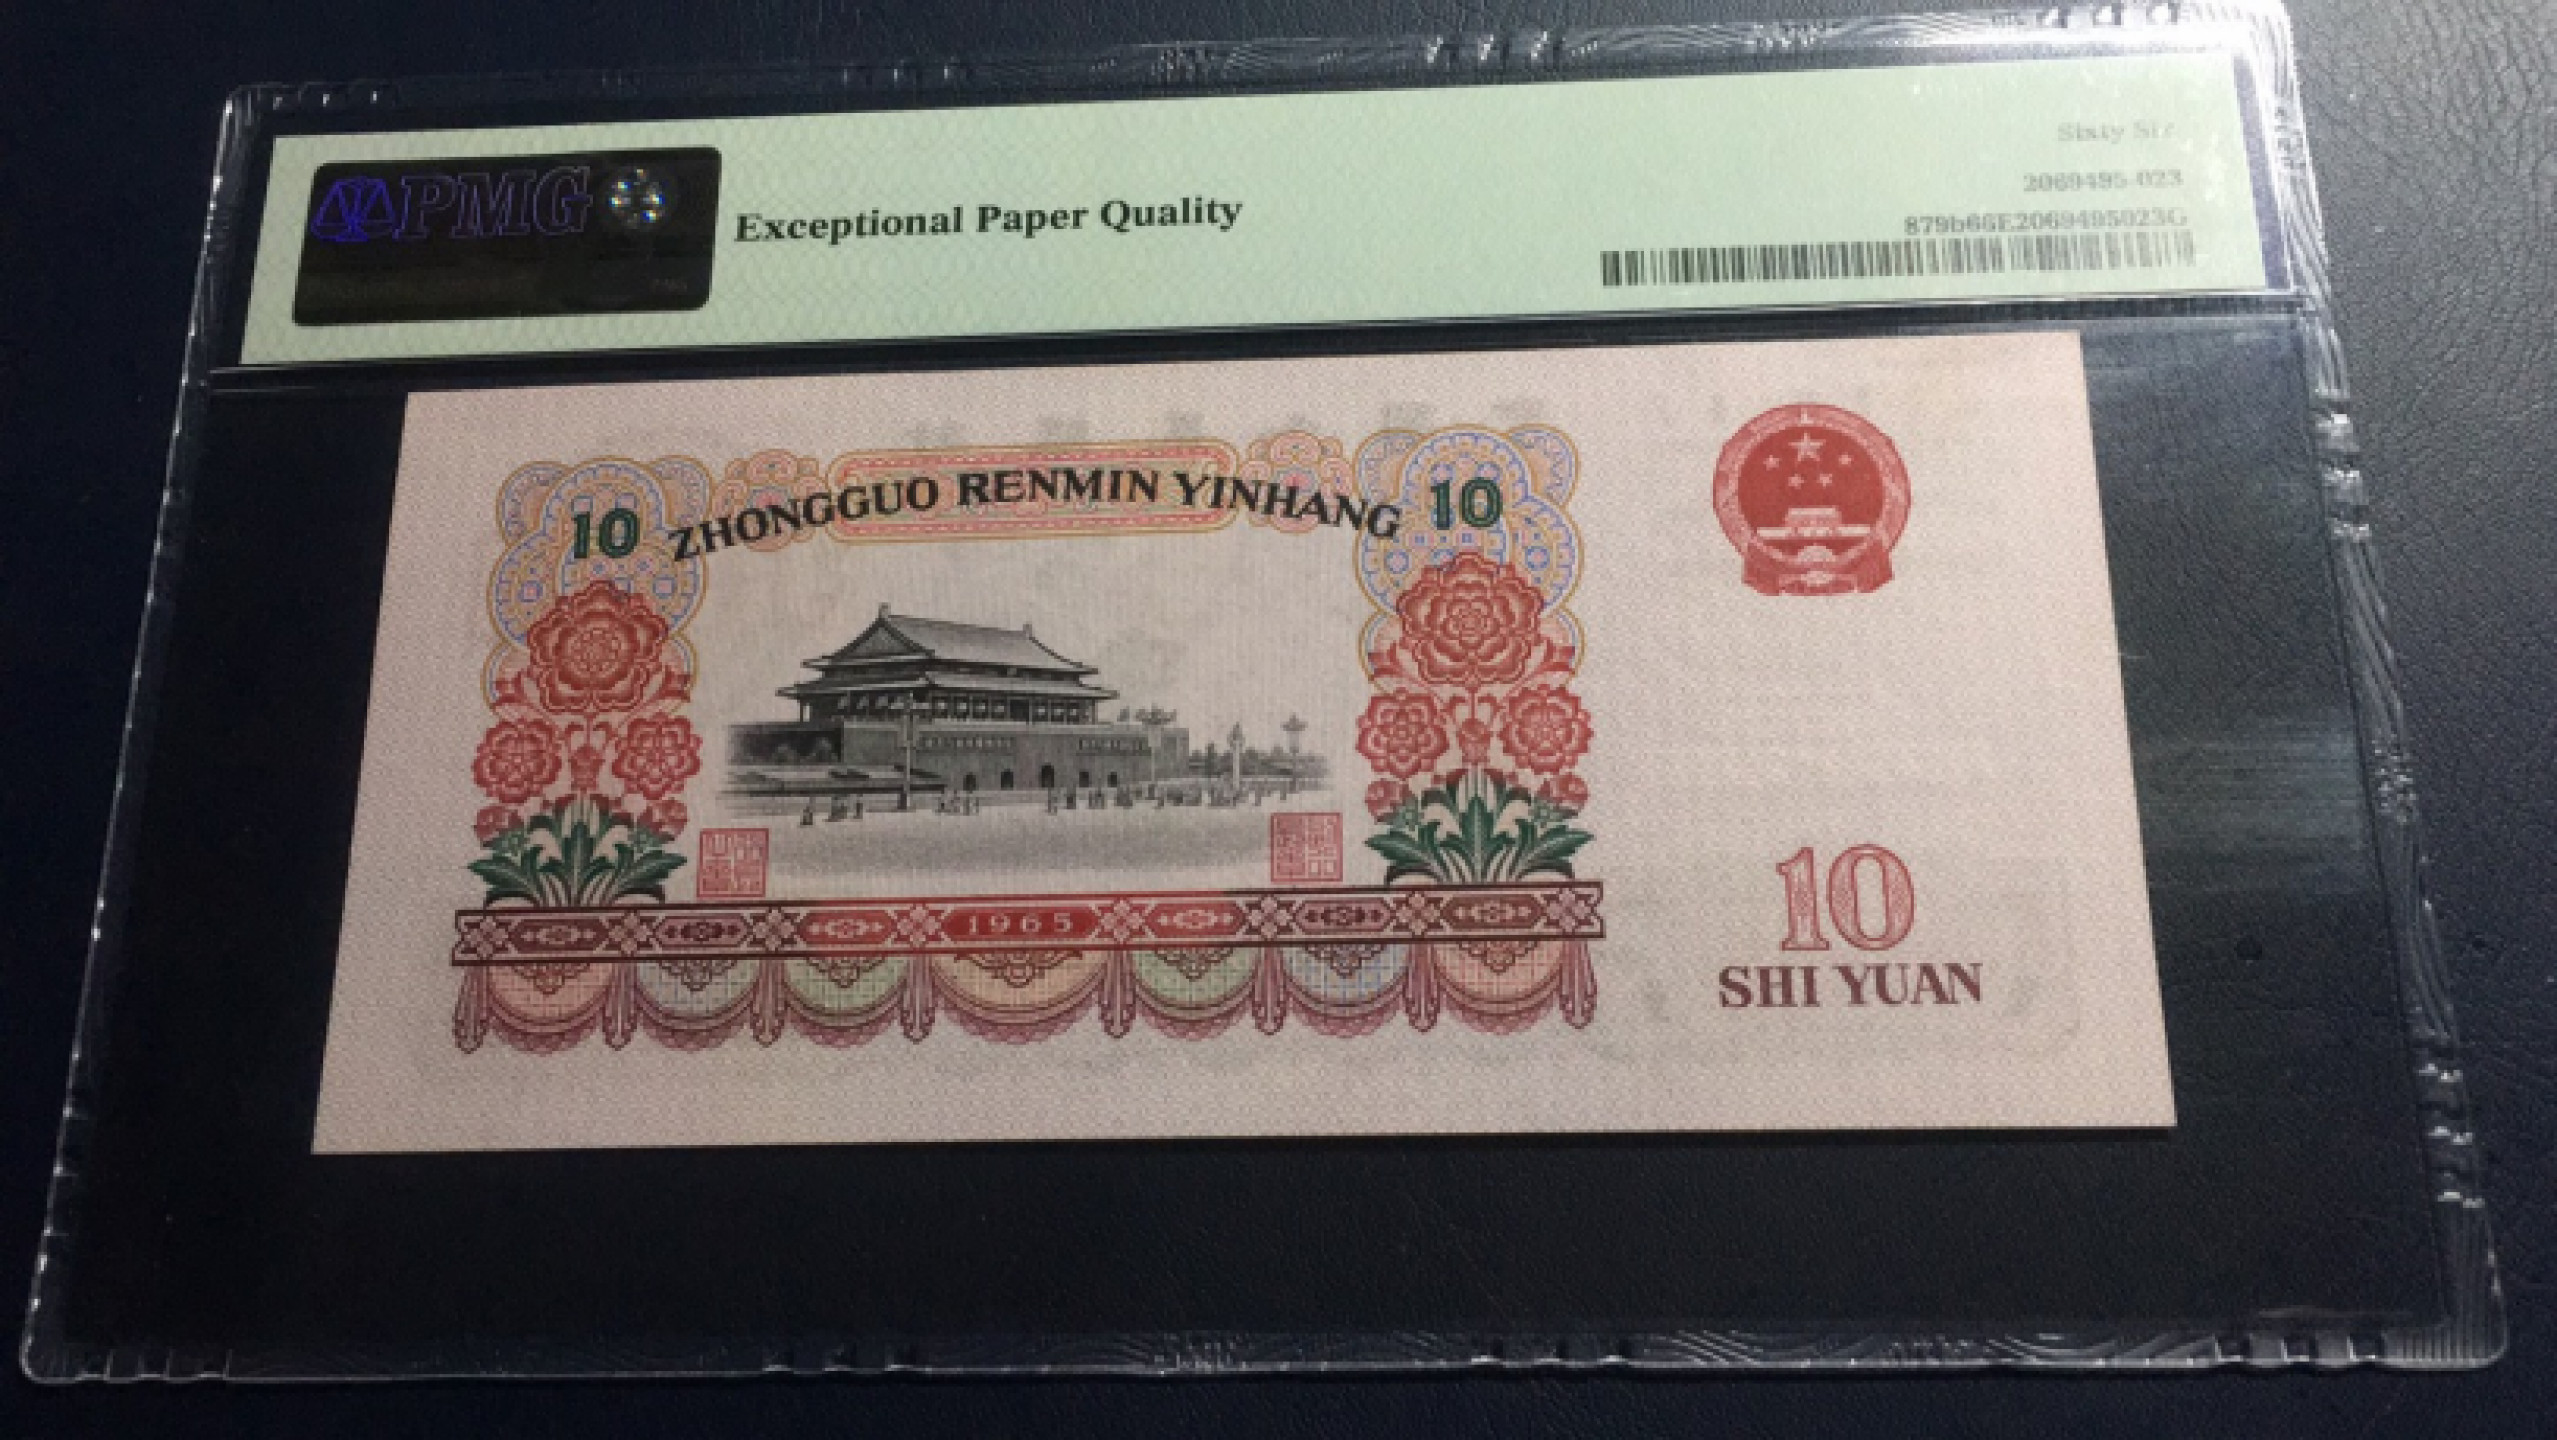 PMG
Exceptional Paper Quality
Sixty Six
2069495-023
879b66E2069495023G
10 ZHONGGUO RENMIN YINHANG 10
1965
10
SHI YUAN